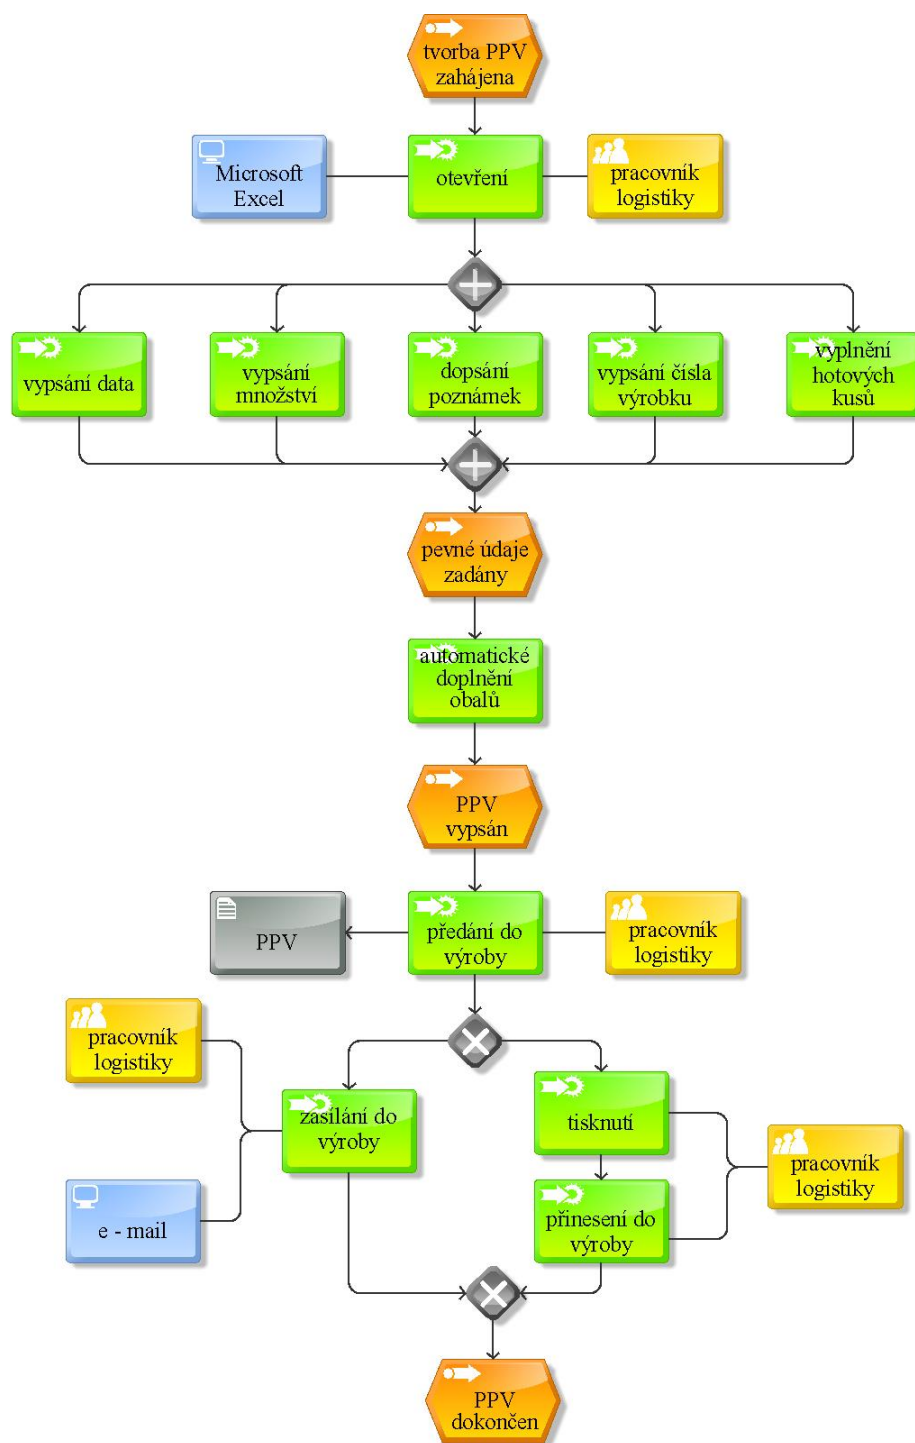 tvorba PPV
zahájena
Microsoft
Excel
otevření
pracovník
logistiky
vypsání data
vypsání
množství
dopsání
poznámek
vypsání čísla
výrobku
vyplnění
hotových
kusů
pevné údaje
zadány
automatické
doplnění
obalů
PPV
vypsán
PPV
předání do
výroby
pracovník
logistiky
pracovník
logistiky
zasílání do
výroby
tisknutí
pracovník
logistiky
e - mail
přinesení do
výroby
PPV
dokončen